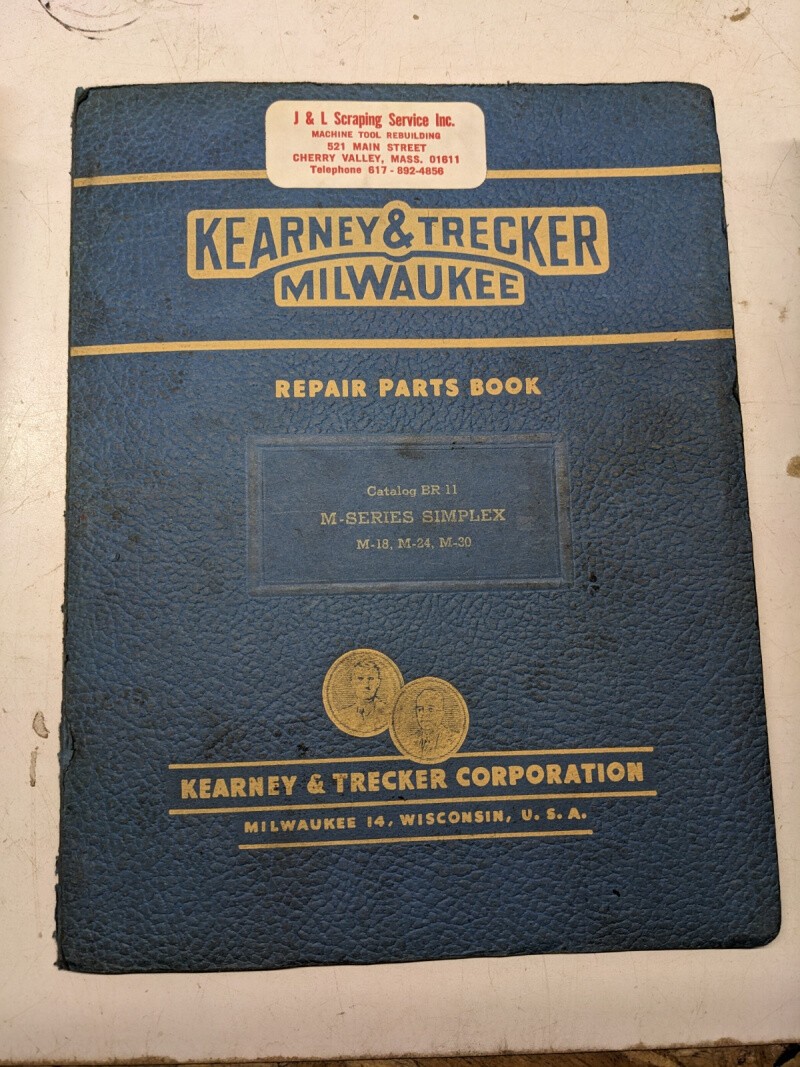 J & L Scraping Service Inc.
MACHINE TOOL REBUILDING
521 MAIN STREET
CHERRY VALLEY, MASS. 01611
Telephone 617-892-4856
KEARNEY & TRECKER
MILWAUKEE
REPAIR PARTS BOOK
Catalog BR 11
M-SERIES SIMPLEX
M-18, M-24, M-30
KEARNEY & TRECKER CORPORATION
MILWAUKEE 14, WISCONSIN, U. S. A.